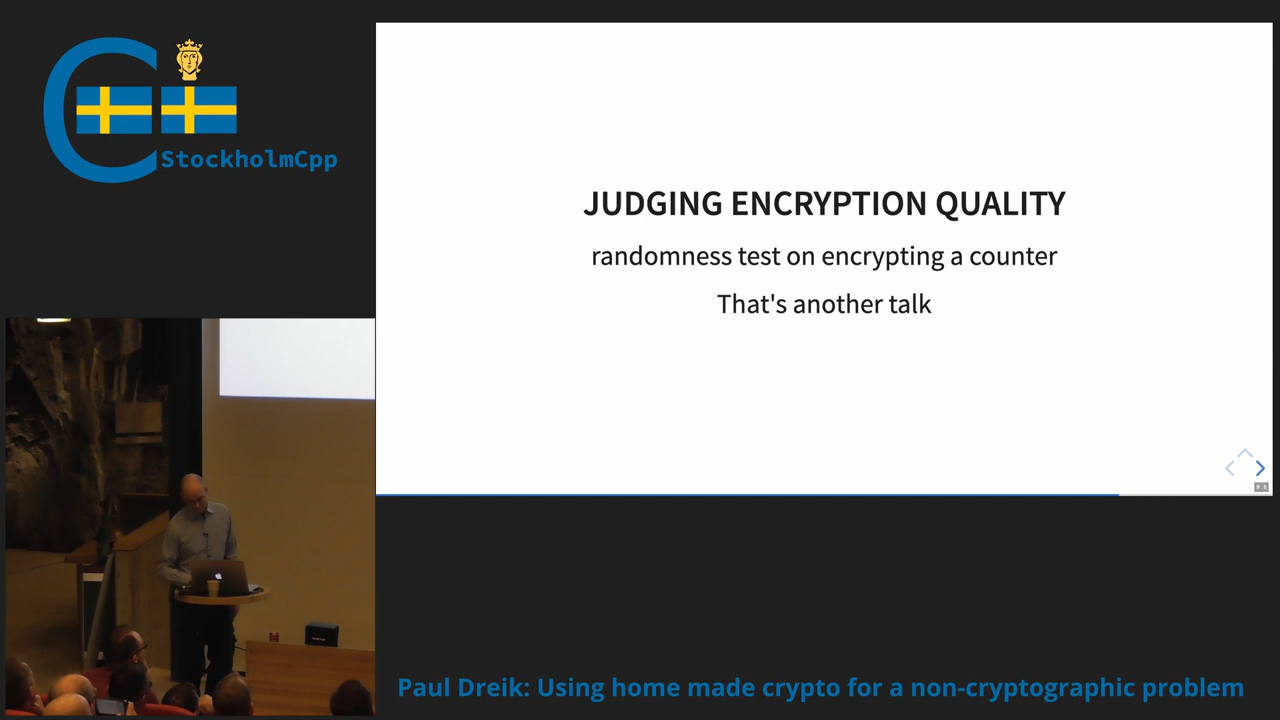 StockholmCpp
JUDGING ENCRYPTION QUALITY
randomness test on encrypting a counter
That's another talk
Paul Dreik: Using home made crypto for a non-cryptographic problem